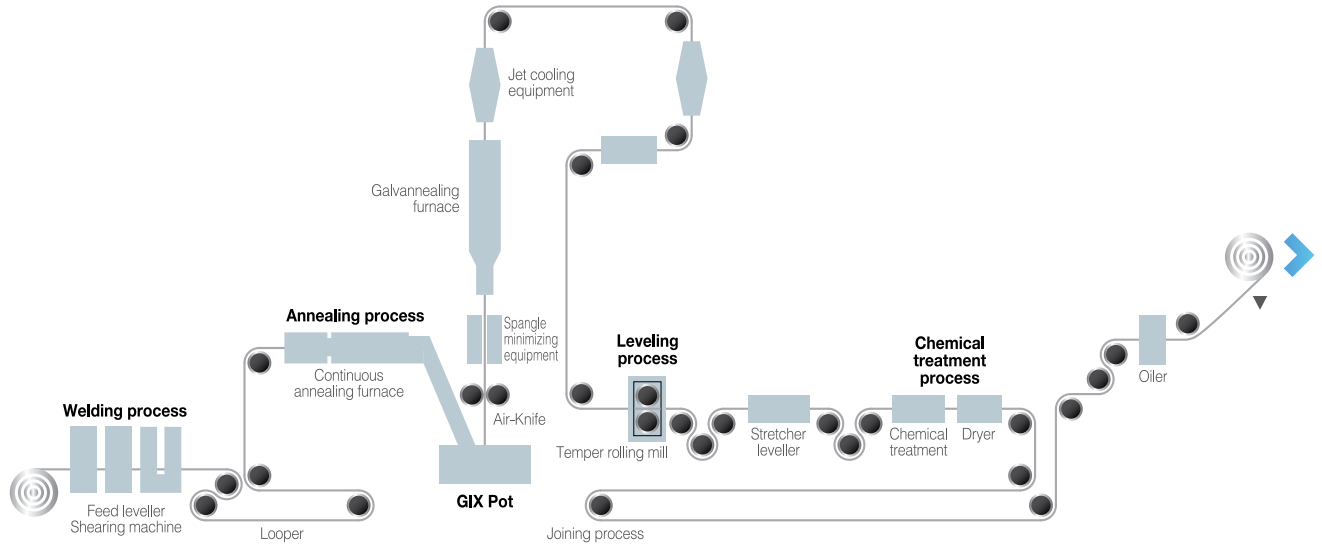 Jet cooling
equipment
Galvannealing
furnace
Annealing process
Continuous
annealing furnace
Spangle
minimizing
equipment
Air-Knife
GIX Pot
Welding process
Feed leveller
Shearing machine
Looper
Leveling
process
Temper rolling mill
Stretcher
leveller
Chemical
treatment
process
Chemical
treatment
Dryer
Joining process
Oiler